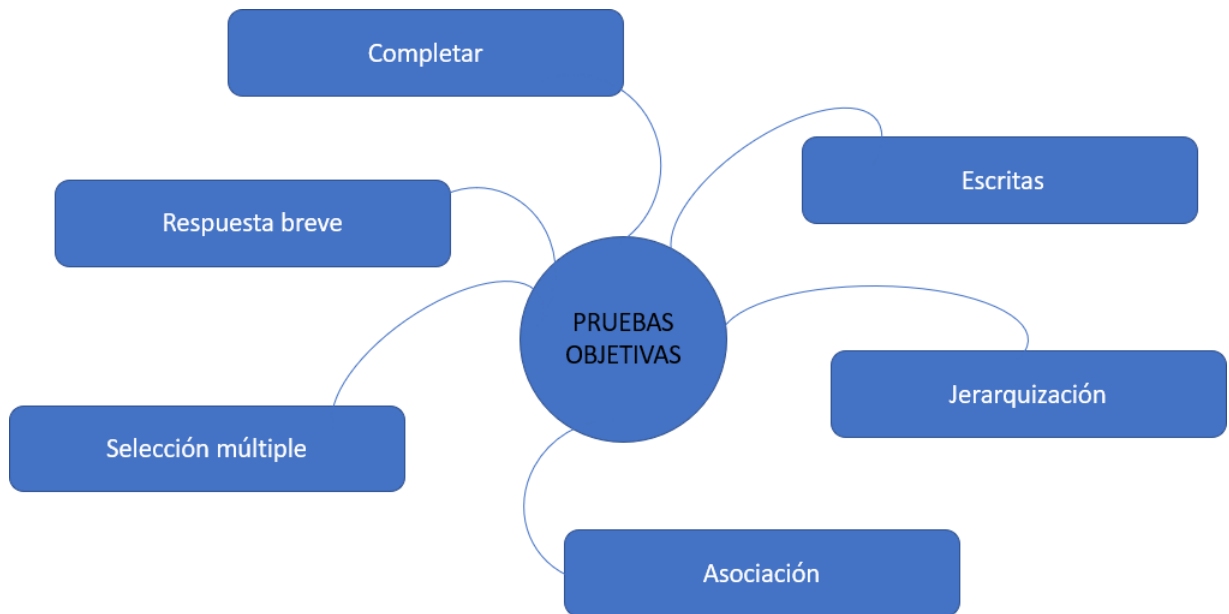 Completar
Escritas
Respuesta breve
PRUEBAS
OBJETIVAS
Jerarquización
Selección múltiple
Asociación